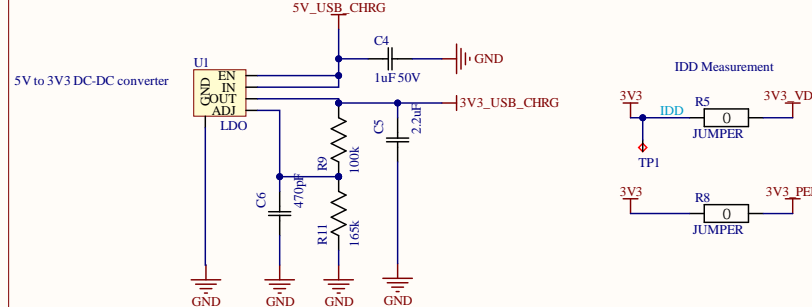 5V_USB_CHRG
C4
GND
1uF 50V
U1
5V to 3V3 DC-DC converter
EN
IN
OUT
ADJ
GND
LDO
3V3_USB_CHRG
C5
2.2uF
R9
100k
C6
470pF
R11
165k
GND
GND
GND
GND
IDD Measurement
3V3
IDD
R5
0
JUMPER
3V3_VD
TP1
3V3
R8
0
JUMPER
3V3_PE